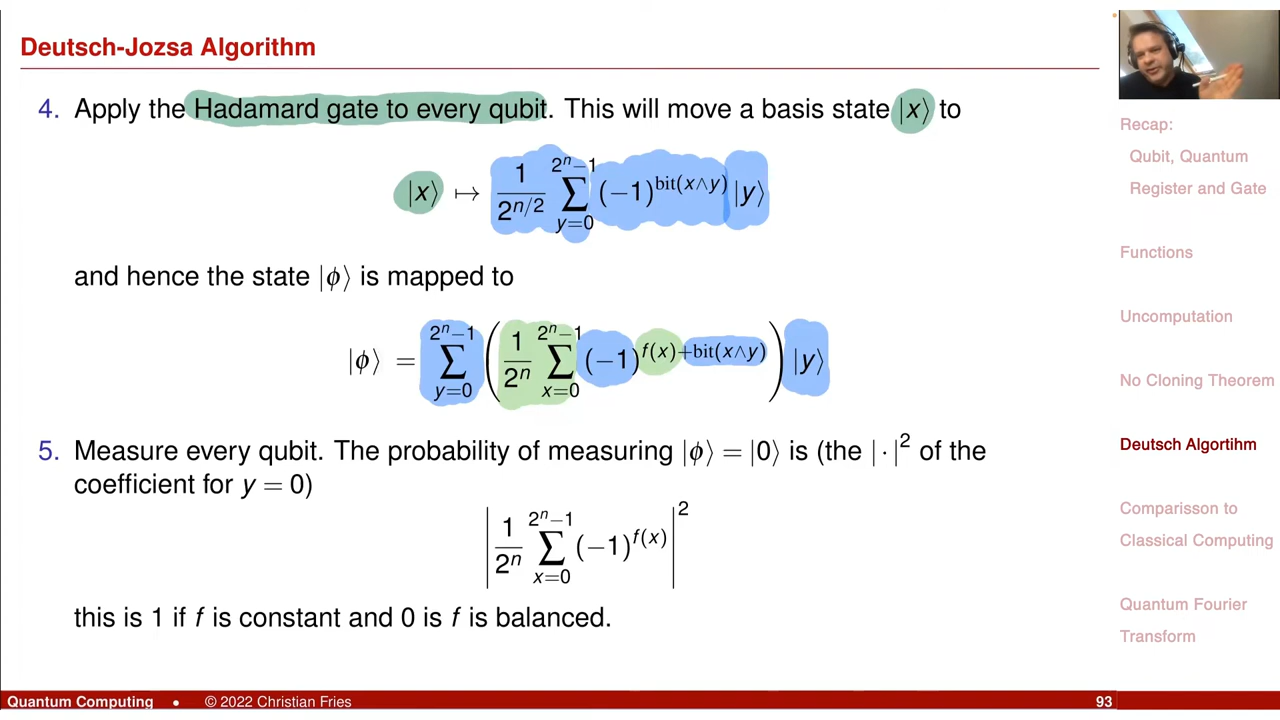 Deutsch-Jozsa Algorithm
4. Apply the Hadamard gate to every qubit. This will move a basis state |x⟩ to
|x⟩ ↦ 1/2^{n/2} ∑_{y=0}^{2^n−1} (−1)^{bit(x∧y)} |y⟩
and hence the state |ϕ⟩ is mapped to
|ϕ⟩ = ∑_{y=0}^{2^n−1} ( 1/2^n ∑_{x=0}^{2^n−1} (−1)^{f(x)+bit(x∧y)} ) |y⟩
5. Measure every qubit. The probability of measuring |ϕ⟩ = |0⟩ is (the |·|^2 of the
coefficient for y = 0)
| 1/2^n ∑_{x=0}^{2^n−1} (−1)^{f(x)} |^2
this is 1 if f is constant and 0 is f is balanced.
Recap:
Qubit, Quantum
Register and Gate
Functions
Uncomputation
No Cloning Theorem
Deutsch Algortihm
Comparisson to
Classical Computing
Quantum Fourier
Transform
Quantum Computing • © 2022 Christian Fries 93